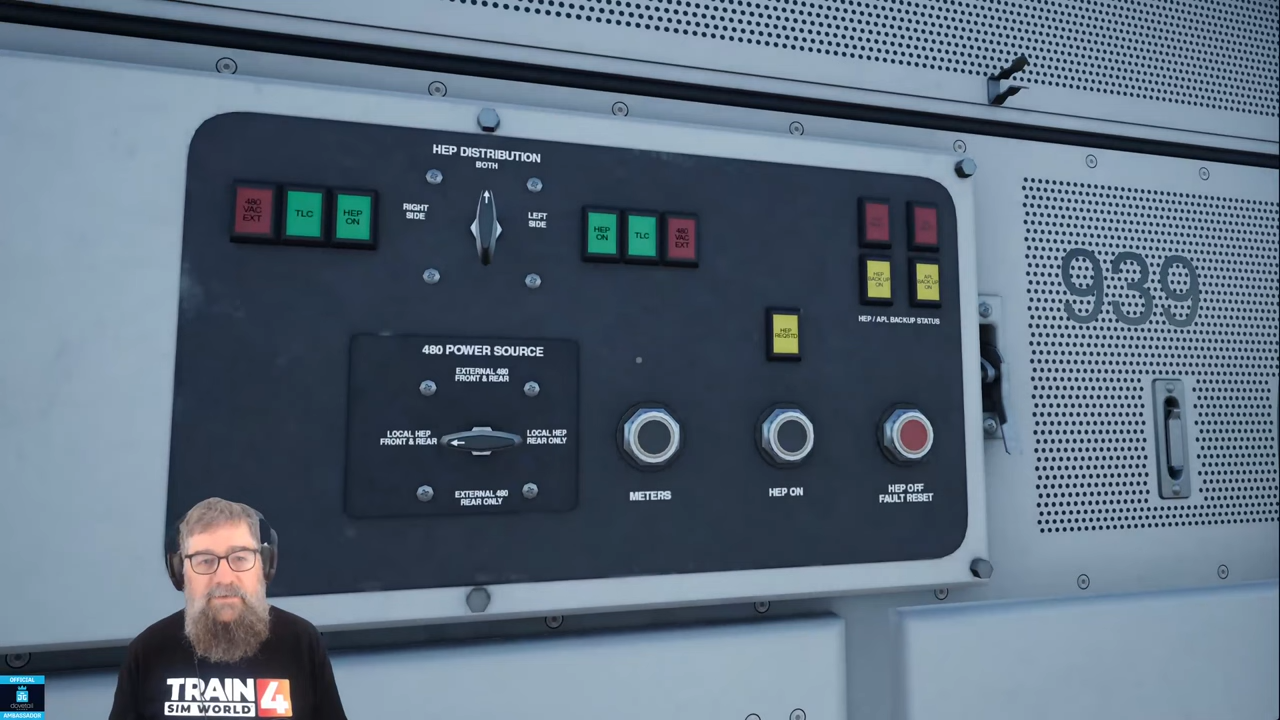 HEP DISTRIBUTION
BOTH
RIGHT
SIDE
LEFT
SIDE
480
VAC
EXT
TLC
HEP
ON
HEP
ON
TLC
480
VAC
EXT
HEP
BACK UP
ON
APL
BACK UP
ON
HEP / APL BACKUP STATUS
HEP
REQSTD
480 POWER SOURCE
EXTERNAL 480
FRONT & REAR
LOCAL HEP
FRONT & REAR
LOCAL HEP
REAR ONLY
EXTERNAL 480
REAR ONLY
METERS
HEP ON
HEP OFF
FAULT RESET
939
TRAIN
SIM WORLD
4
OFFICIAL
dovetail
AMBASSADOR